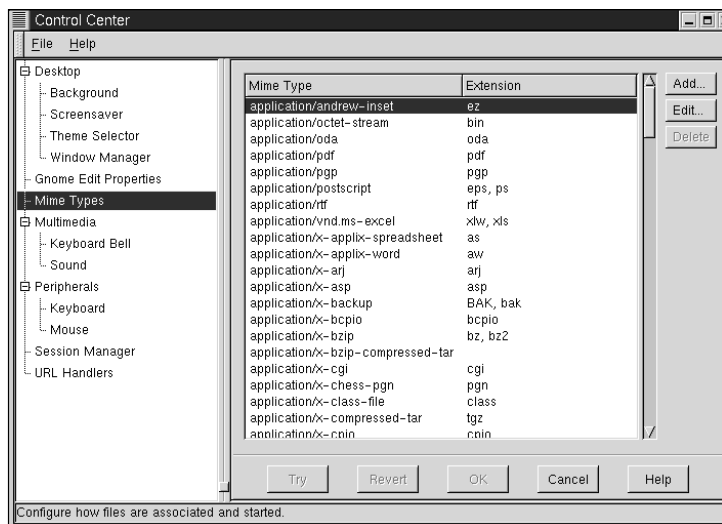 Control Center
File Help
Desktop
Background
Screensaver
Theme Selector
Window Manager
Gnome Edit Properties
Mime Types
Multimedia
Keyboard Bell
Sound
Peripherals
Keyboard
Mouse
Session Manager
URL Handlers
Mime Type Extension
application/andrew-inset ez
application/octet-stream bin
application/oda oda
application/pdf pdf
application/pgp pgp
application/postscript eps, ps
application/rtf rtf
application/vnd.ms-excel xlw, xls
application/x-applix-spreadsheet as
application/x-applix-word aw
application/x-arj arj
application/x-asp asp
application/x-backup BAK, bak
application/x-bcpio bcpio
application/x-bzip bz, bz2
application/x-bzip-compressed-tar
application/x-cgi cgi
application/x-chess-pgn pgn
application/x-class-file class
application/x-compressed-tar tgz
application/x-cpio cpio
Add...
Edit...
Delete
Try Revert OK Cancel Help
Configure how files are associated and started.